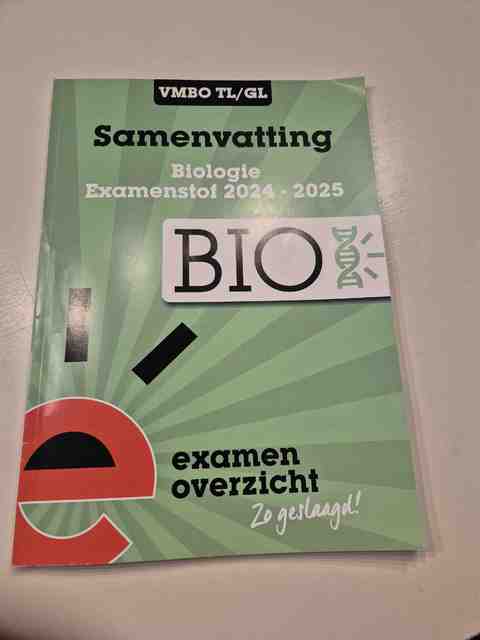 VMBO TL/GL
Samenvatting
Biologie
Examenstof 2024 - 2025
BIO
examen
overzicht
Zo geslaagd!